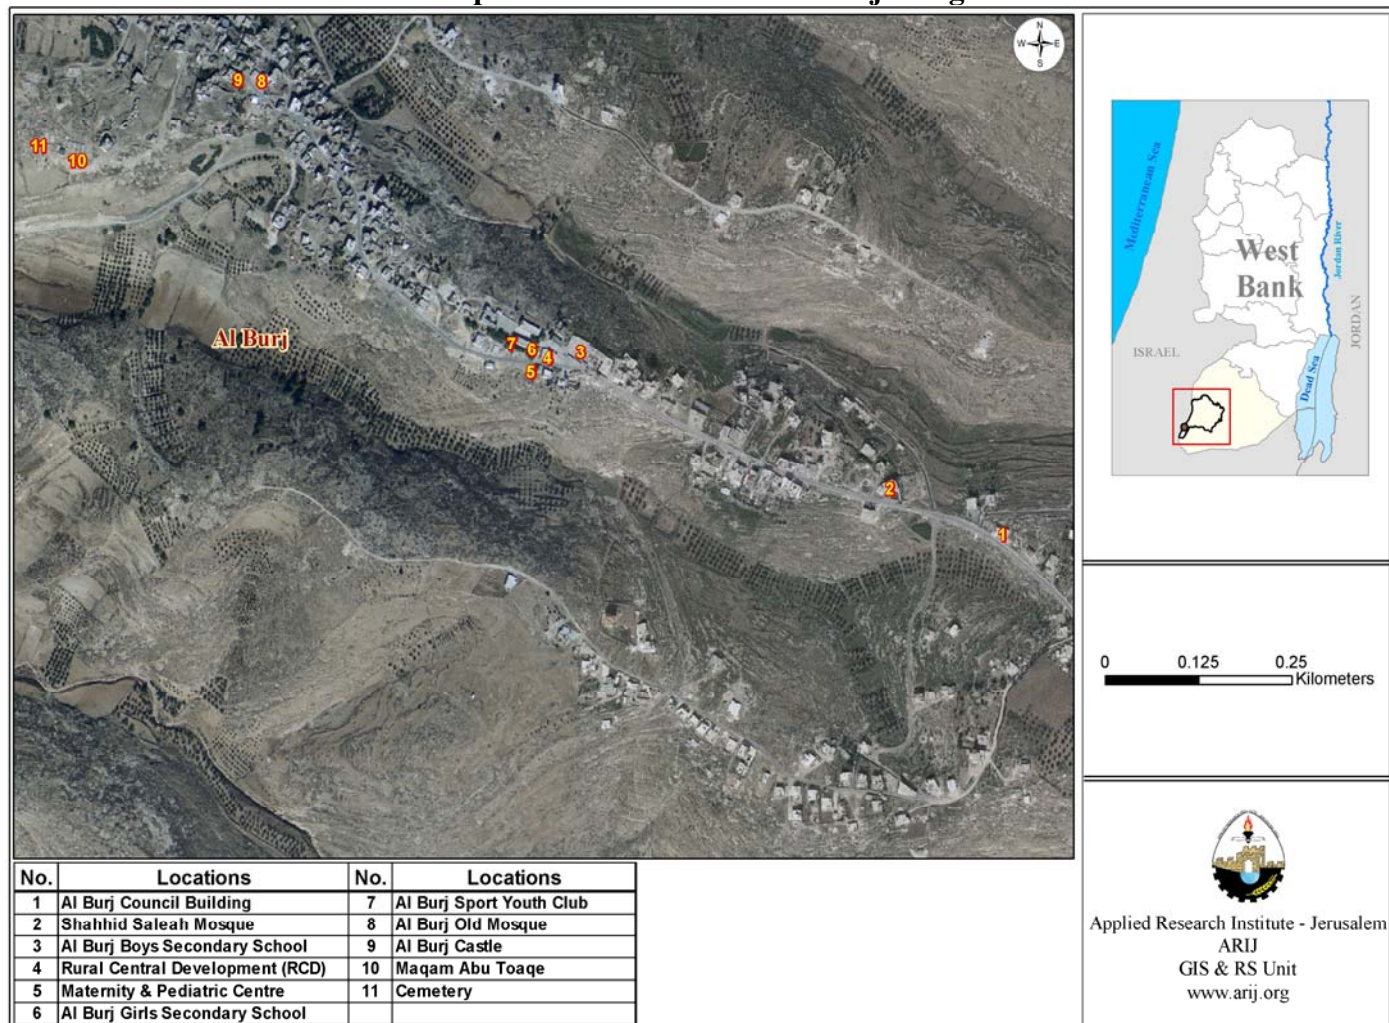 N
W E
S
9 8
11
10
Al Burj
7 6 4 3
5
2
1
Mediterranean Sea
West
Bank
Jordan River
JORDAN
ISRAEL
Dead Sea
0 0.125 0.25
Kilometers
No. Locations No. Locations
1 Al Burj Council Building 7 Al Burj Sport Youth Club
2 Shahhid Saleah Mosque 8 Al Burj Old Mosque
3 Al Burj Boys Secondary School 9 Al Burj Castle
4 Rural Central Development (RCD) 10 Maqam Abu Toaqe
5 Maternity & Pediatric Centre 11 Cemetery
6 Al Burj Girls Secondary School
Applied Research Institute - Jerusalem
ARIJ
GIS & RS Unit
www.arij.org